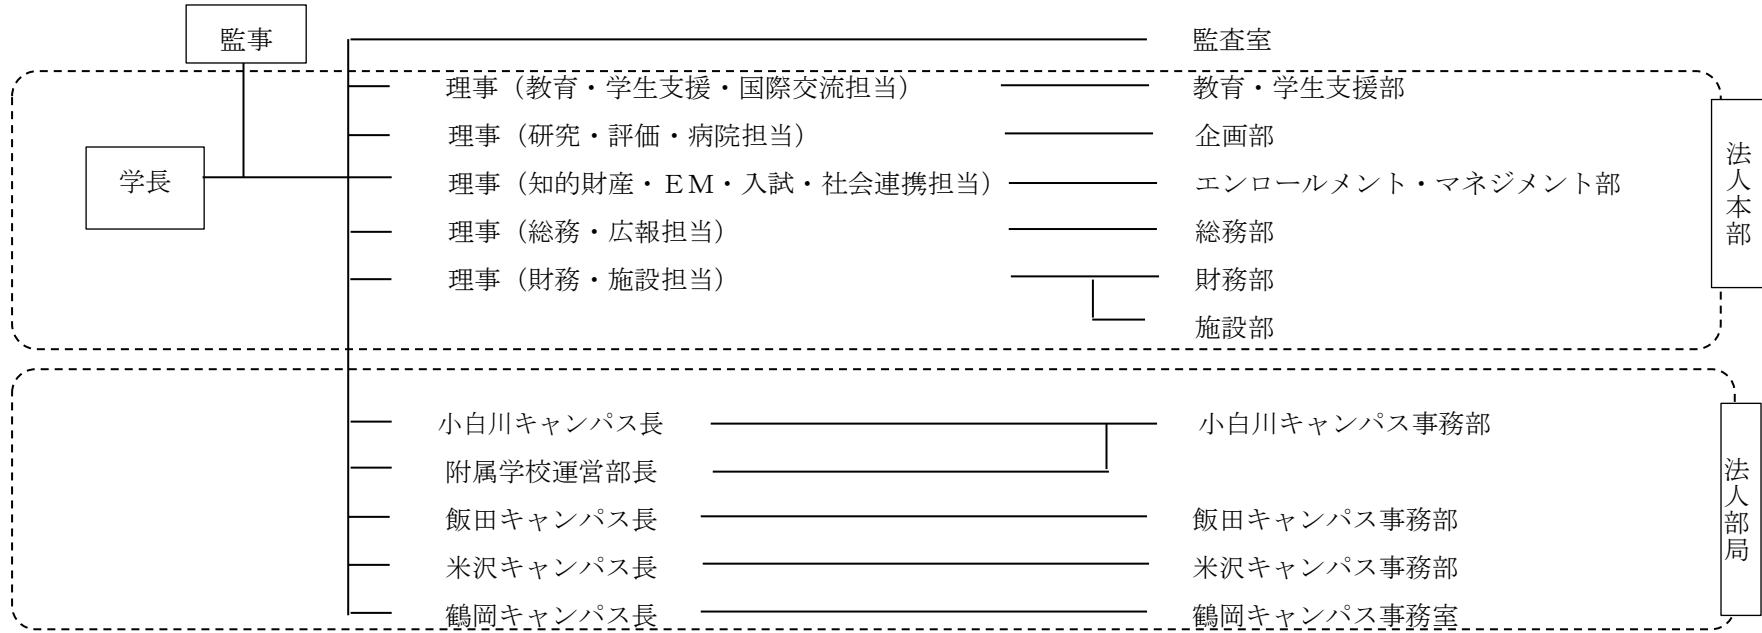 監事
監査室
理事（教育・学生支援・国際交流担当） 教育・学生支援部
理事（研究・評価・病院担当） 企画部
学長
理事（知的財産・ＥＭ・入試・社会連携担当） エンロールメント・マネジメント部
理事（総務・広報担当） 総務部
理事（財務・施設担当） 財務部
施設部
法人本部
小白川キャンパス長 小白川キャンパス事務部
附属学校運営部長
飯田キャンパス長 飯田キャンパス事務部
米沢キャンパス長 米沢キャンパス事務部
鶴岡キャンパス長 鶴岡キャンパス事務室
法人部局